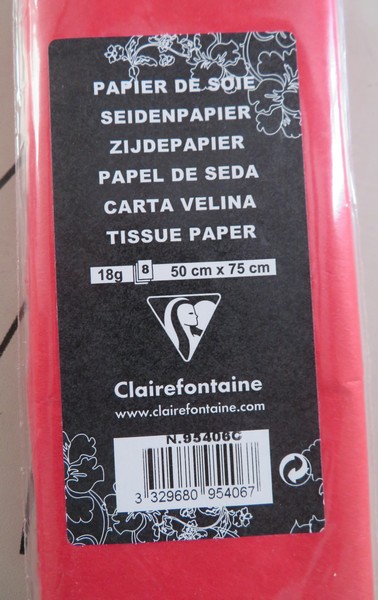 PAPIER DE SOIE
SEIDENPAPIER
ZIJDEPAPIER
PAPEL DE SEDA
CARTA VELINA
TISSUE PAPER
18g 8 50 cm x 75 cm
Clairefontaine
www.clairefontaine.com
N.95406C
3 329680 954067